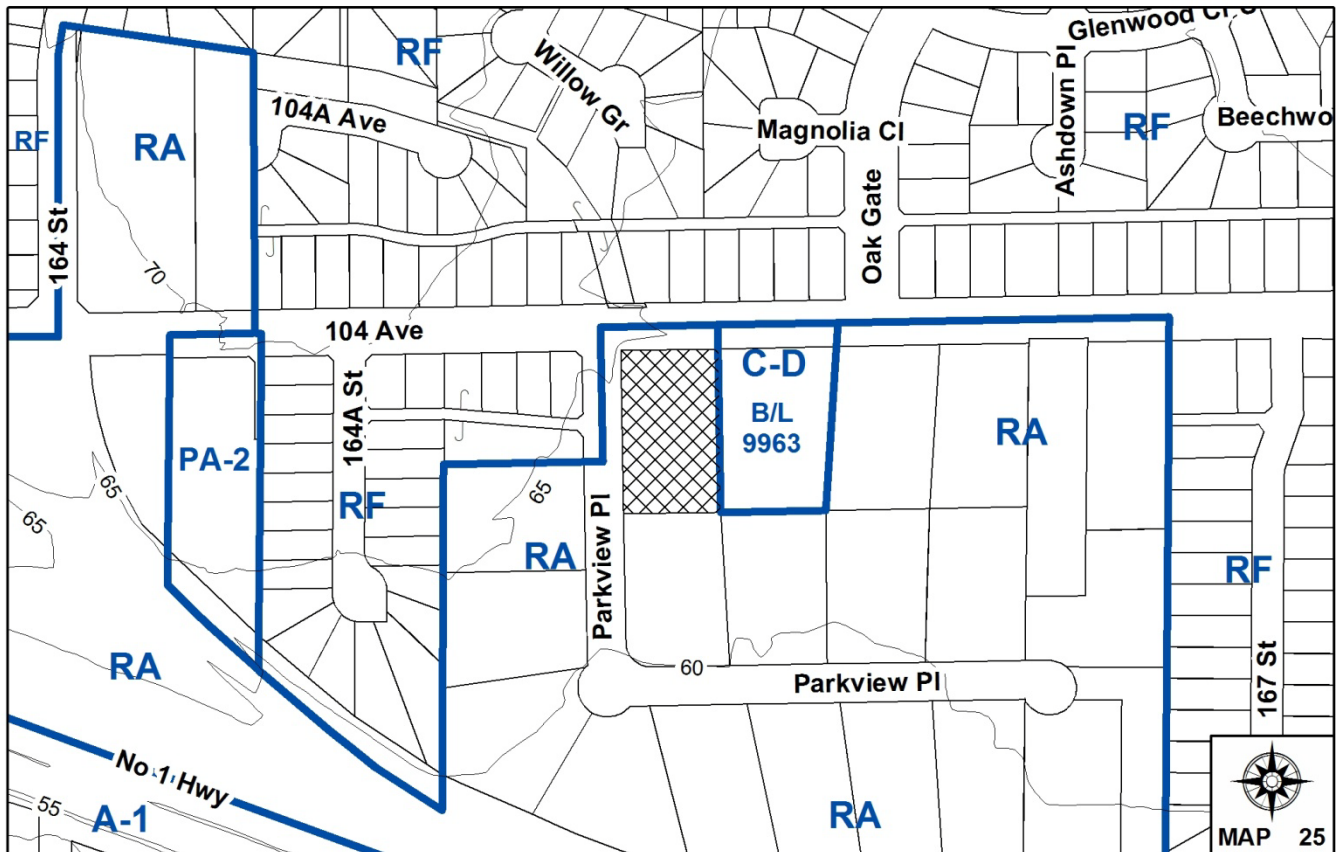 Glenwood Cr
RF
Willow Gr
Ashdown Pl
104A Ave
Magnolia Cl
RF
Beechwo
RF
RA
164 St
Oak Gate
70
104 Ave
C-D
B/L
9963
RA
164A St
PA-2
65
65
65
RF
RA
Parkview Pl
RF
RA
60
Parkview Pl
167 St
No 1 Hwy
55
A-1
RA
MAP 25